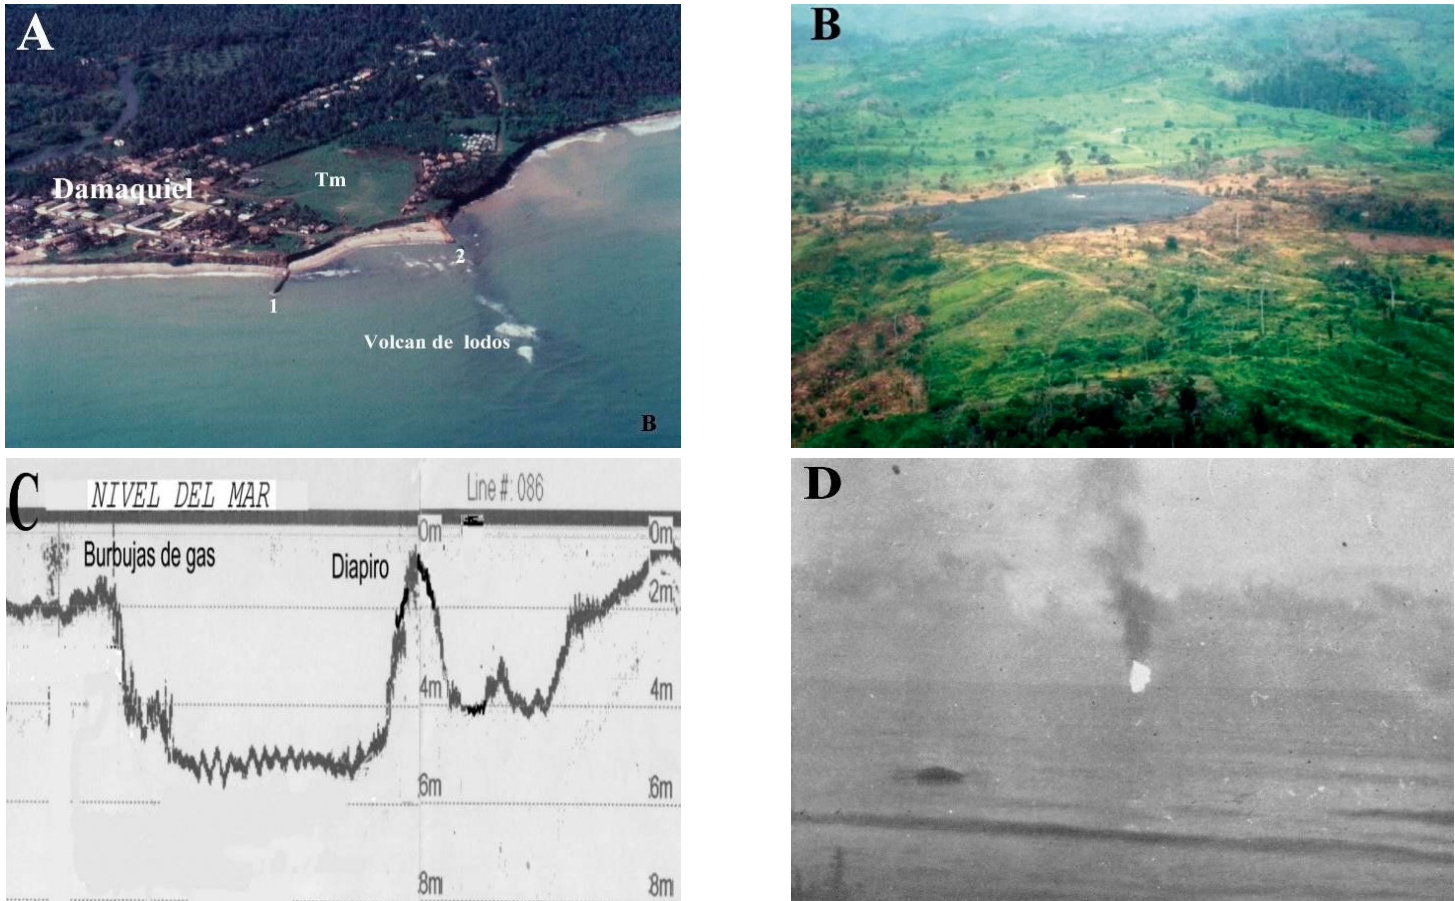 A
Damaquiel
Tm
1
2
Volcan de lodos
B
B
C
NIVEL DEL MAR
Line #: 086
0m
0m
Burbujas de gas
Diapiro
2m
4m
4m
6m
6m
8m
8m
D